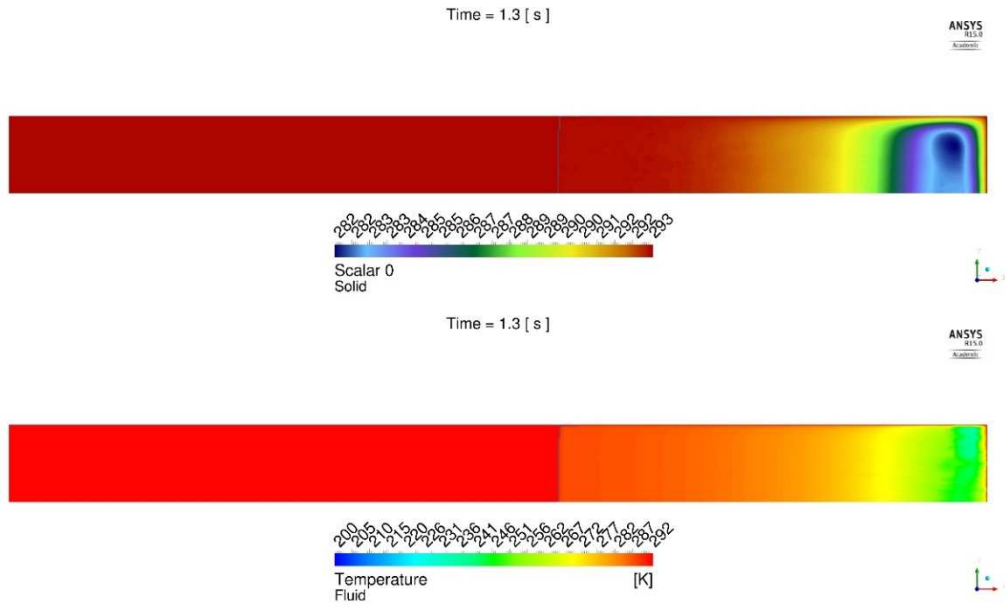 Time = 1.3 [ s ]
ANSYS
R15.0
Academic
282 282 283 283 284 285 285 286 287 287 288 289 289 290 290 291 292 292 293
Scalar 0
Solid
Time = 1.3 [ s ]
ANSYS
R15.0
Academic
200 205 210 215 220 226 231 236 241 246 251 256 262 267 272 277 282 287 292
Temperature [K]
Fluid